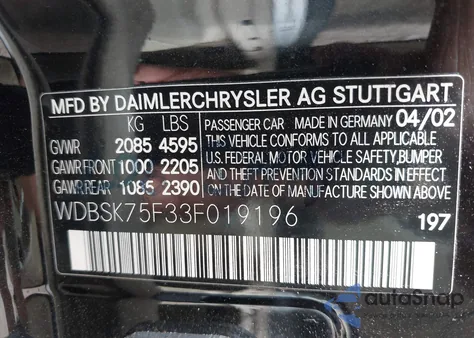 MFD BY DAIMLERCHRYSLER AG STUTTGART
KG LBS PASSENGER CAR MADE IN GERMANY 04/02
GVWR 2085 4595 THIS VEHICLE CONFORMS TO ALL APPLICABLE
GAWR FRONT 1000 2205 U.S. FEDERAL MOTOR VEHICLE SAFETY, BUMPER
AND THEFT PREVENTION STANDARDS IN EFFECT
GAWR REAR 1085 2390 ON THE DATE OF MANUFACTURE SHOWN ABOVE.
WDBSK75F33F019196
197
autosnap